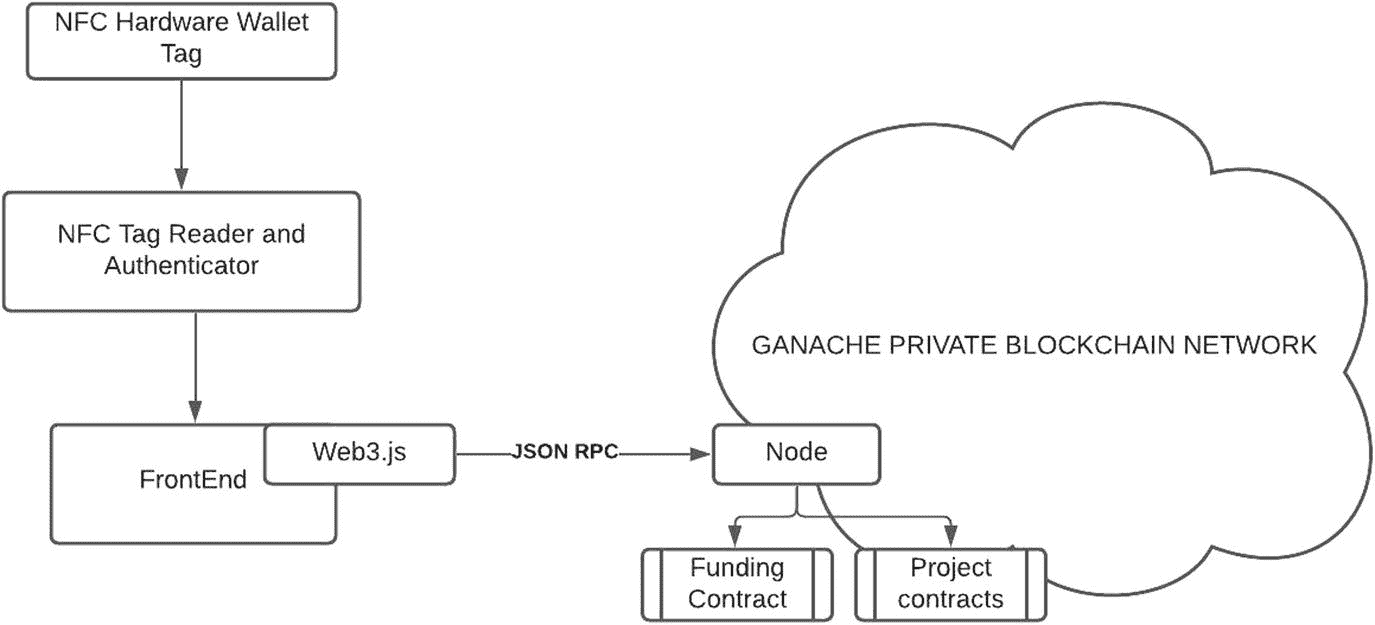 NFC Hardware Wallet
Tag
NFC Tag Reader and
Authenticator
GANACHE PRIVATE BLOCKCHAIN NETWORK
FrontEnd
Web3.js
JSON RPC
Node
Funding
Contract
Project
contracts